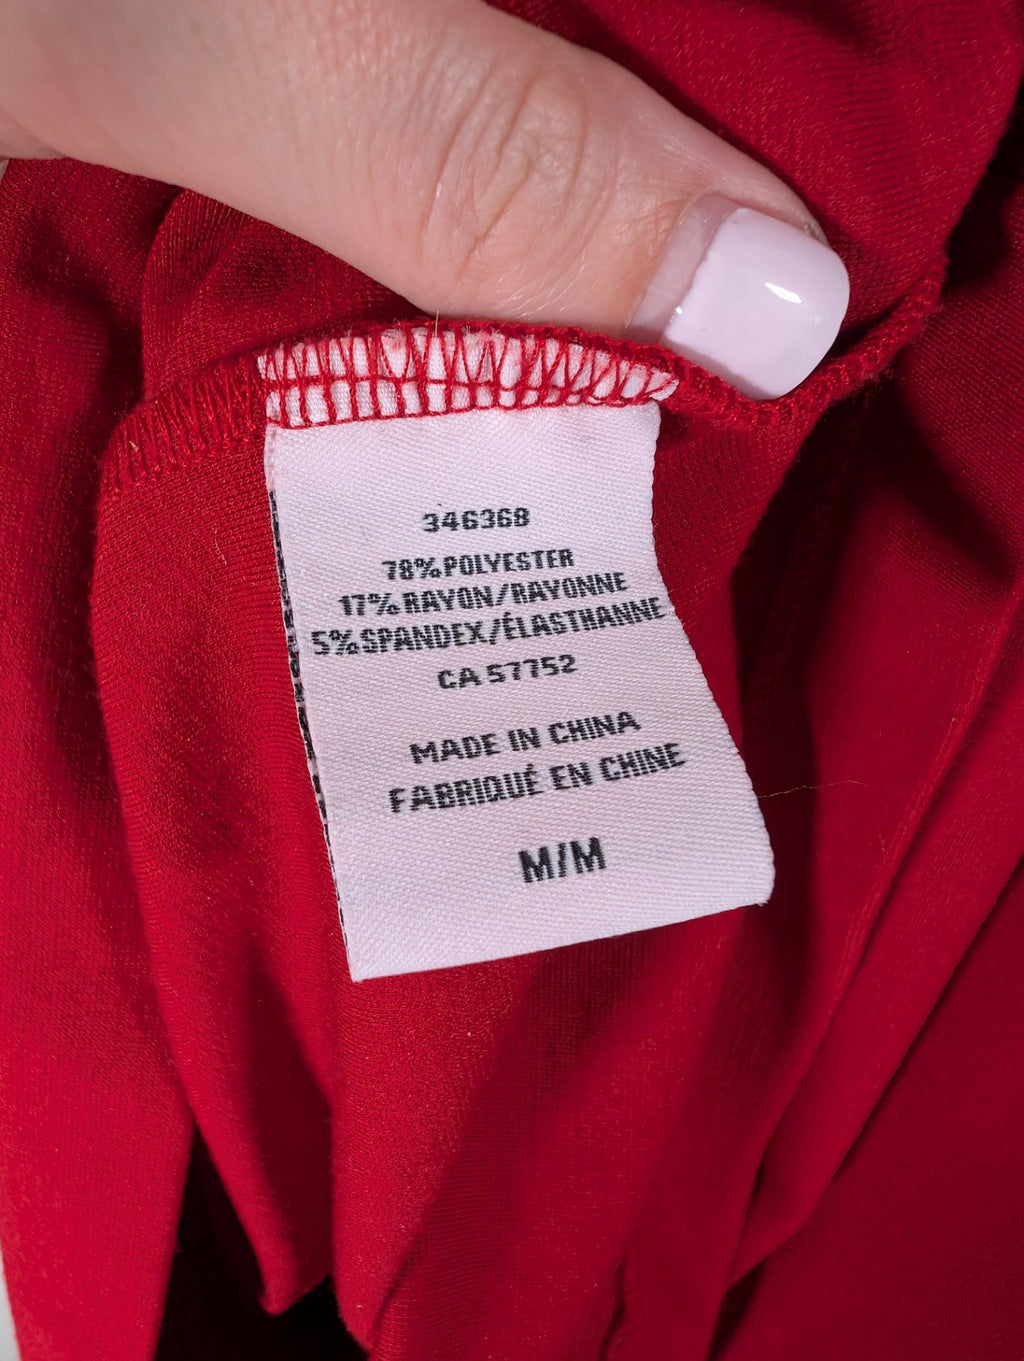 346368
78% POLYESTER
17% RAYON/RAYONNE
5% SPANDEX/ÉLASTHANNE
CA 57752
MADE IN CHINA
FABRIQUÉ EN CHINE
M/M